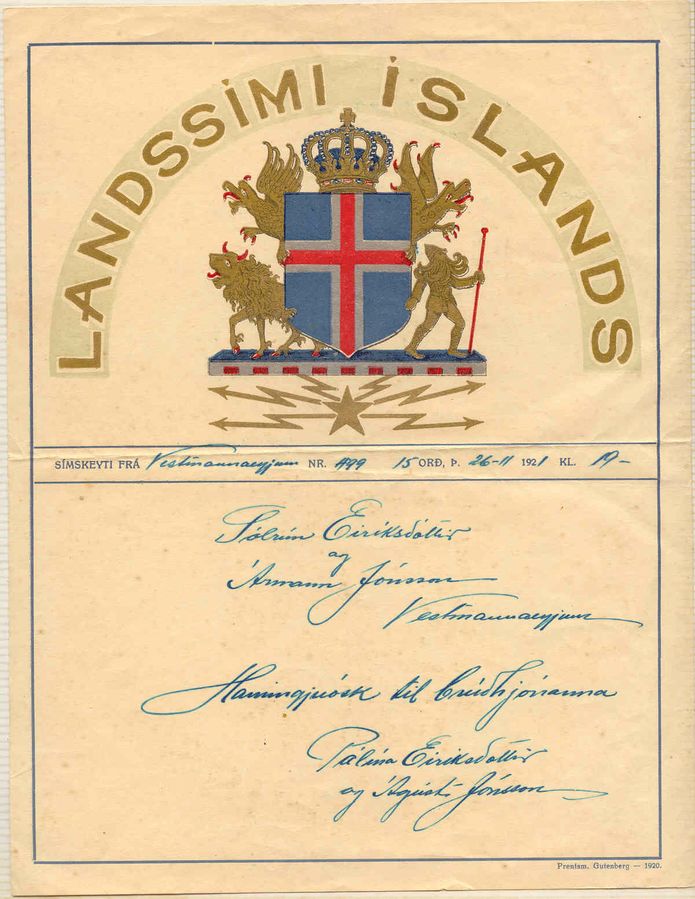 LANDSSÍMI ÍSLANDS
SÍMSKEYTI FRÁ Vestmannaeyjum NR. 499 15 ORÐ, Þ. 26-11 1921 KL. 19-
Sólrún Eiríksdóttir
og
Ármann Jónsson
Vestmannaeyjum
Hamingjuósk til brúðhjónanna
Pálína Eiríksdóttir
og Ágúst Jónsson
Prentsm. Gutenberg — 1920.